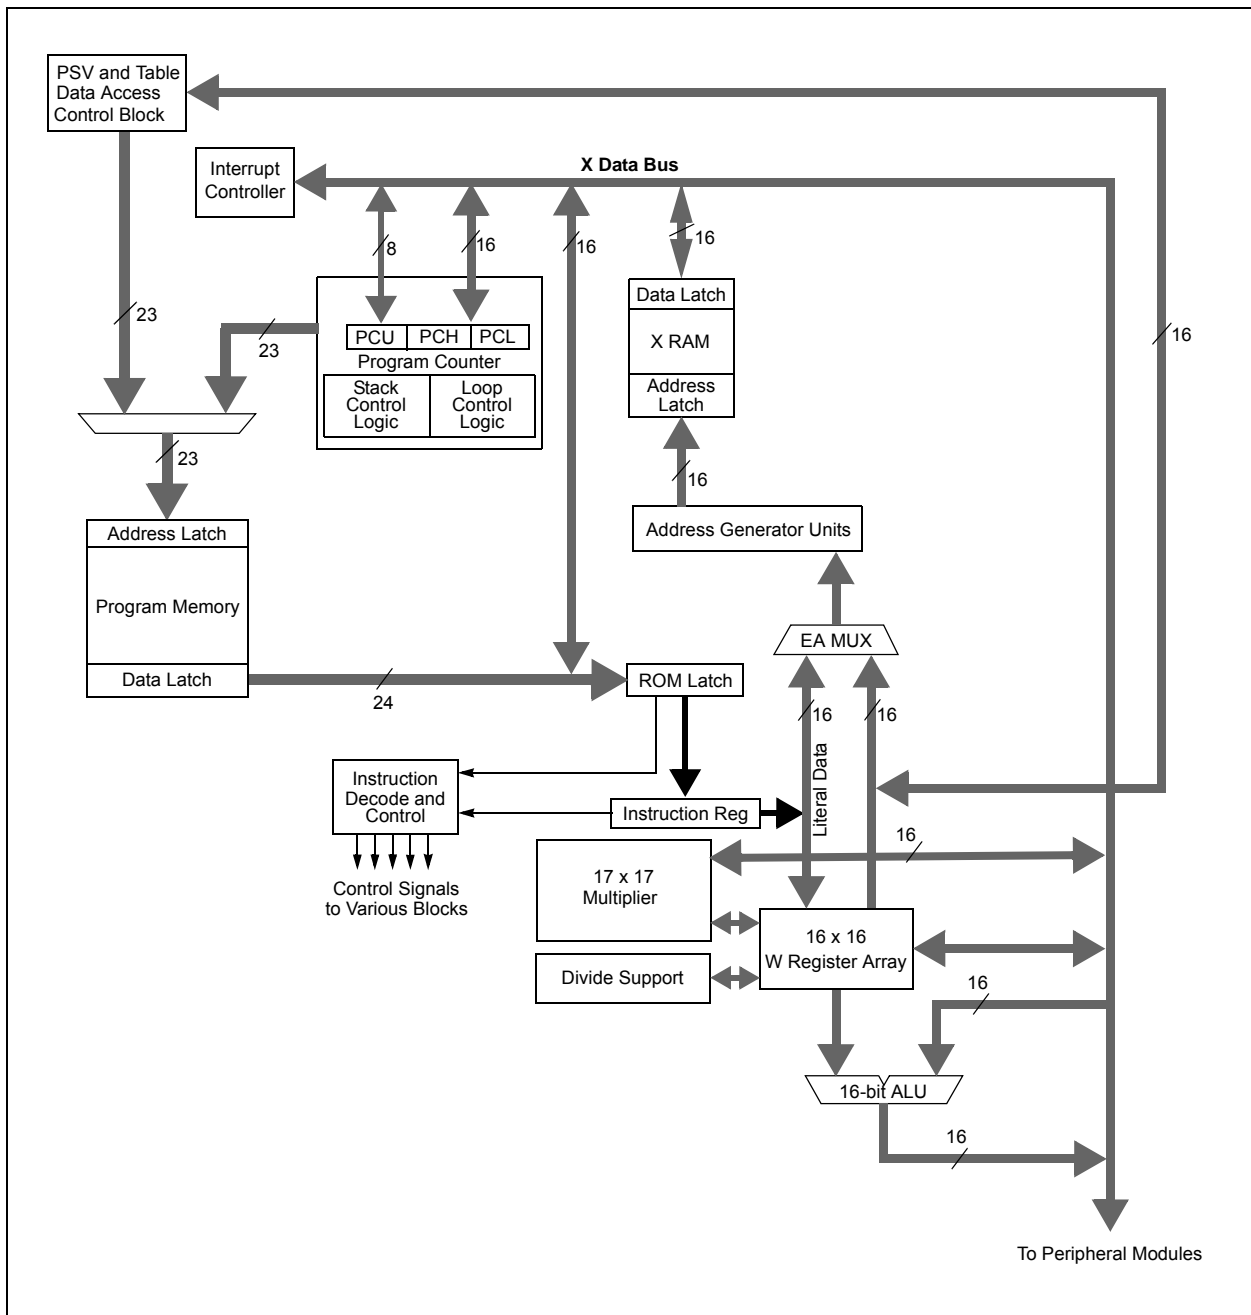 PSV and Table
Data Access
Control Block
Interrupt
Controller
X Data Bus
8
16
16
16
23
23
16
PCU
PCH
PCL
Program Counter
Stack
Control
Logic
Loop
Control
Logic
Data Latch
X RAM
Address
Latch
23
16
Address Latch
Program Memory
Data Latch
24
Address Generator Units
EA MUX
ROM Latch
16
16
Literal Data
Instruction
Decode and
Control
Instruction Reg
Control Signals
to Various Blocks
17 x 17
Multiplier
16
16 x 16
W Register Array
Divide Support
16
16-bit ALU
16
To Peripheral Modules